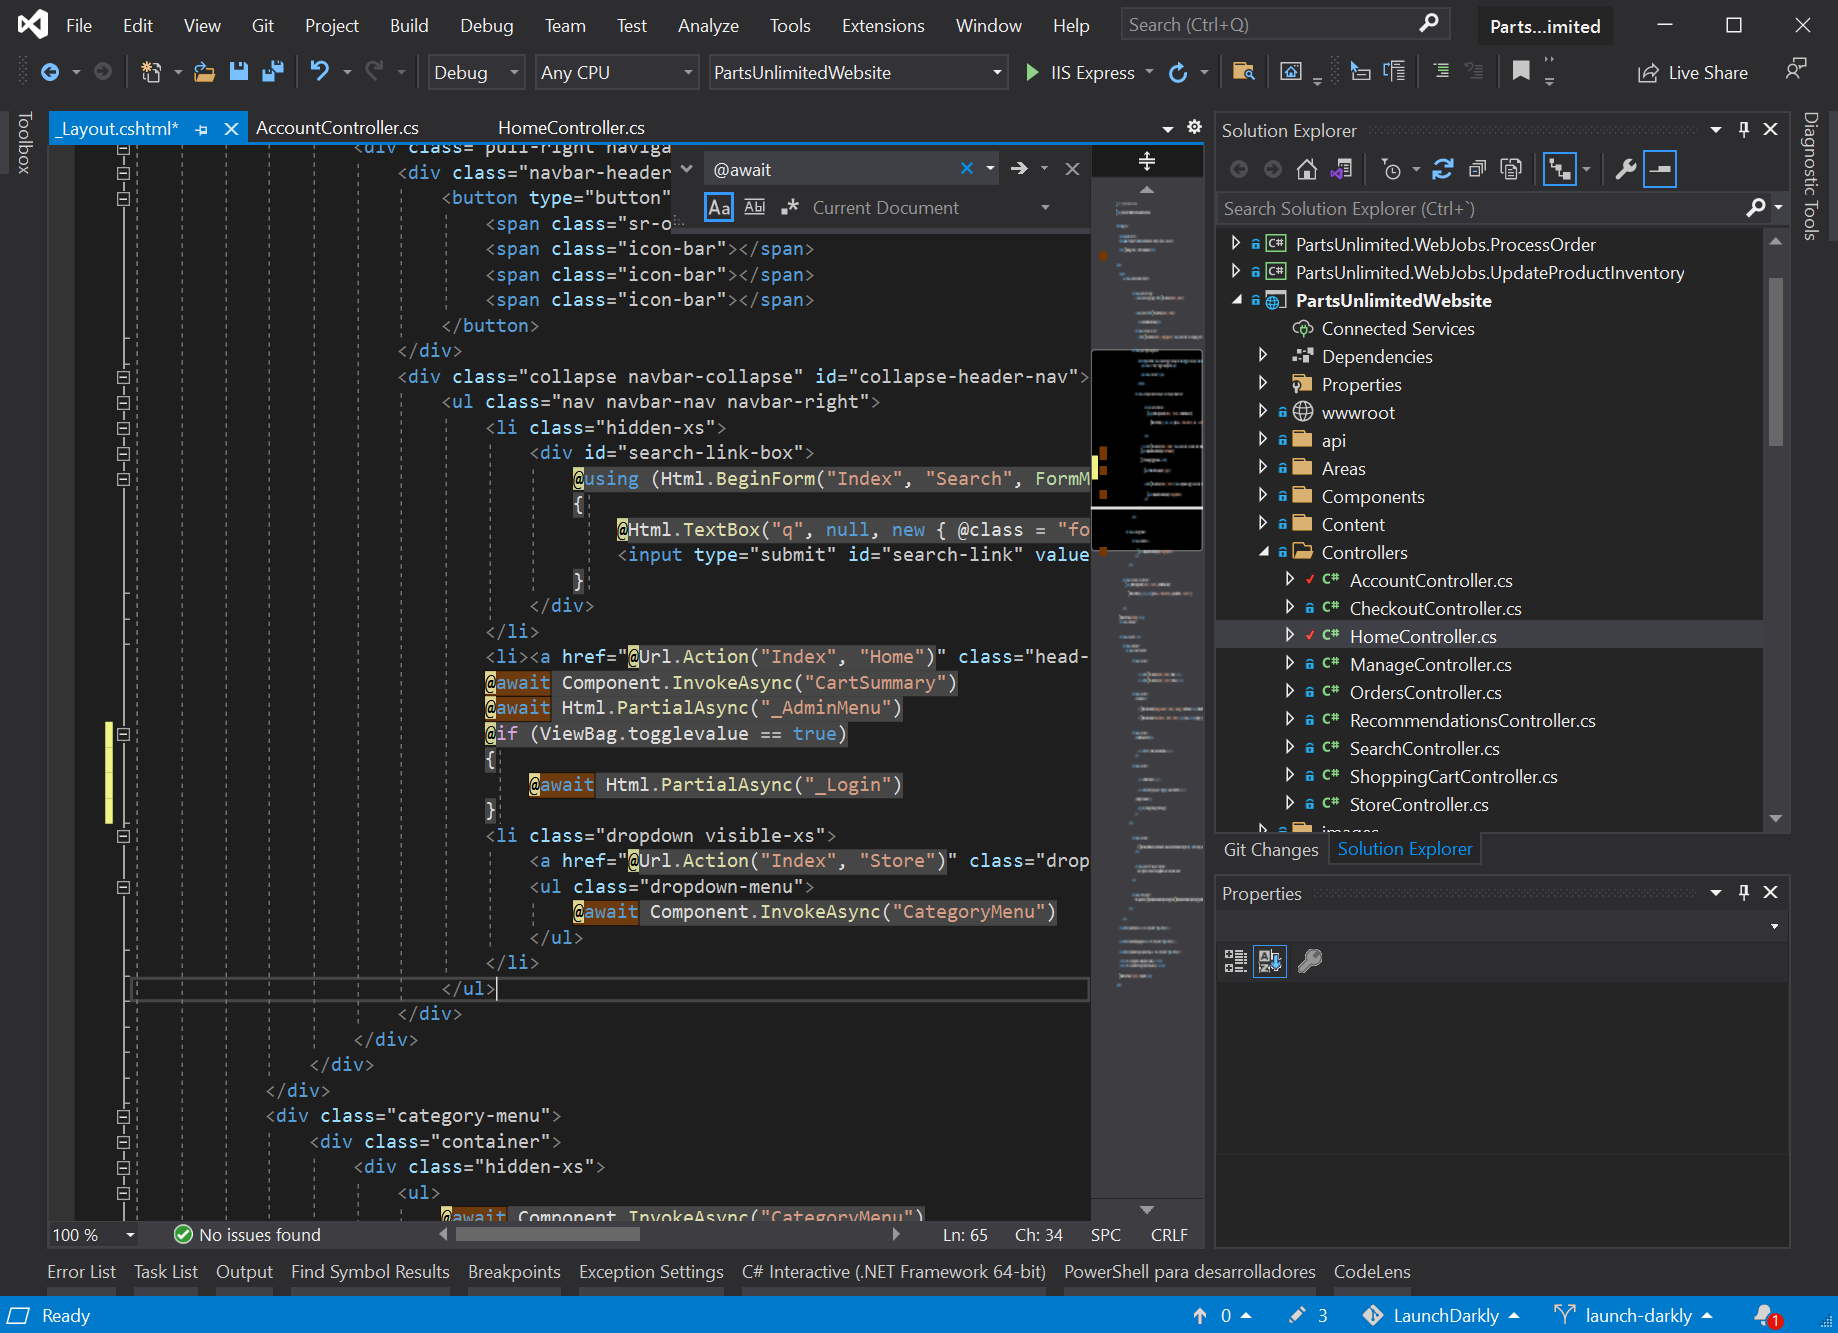 File Edit View Git Project Build Debug Team Test Analyze Tools Extensions Window Help Search (Ctrl+Q) Parts...imited
Debug Any CPU PartsUnlimitedWebsite IIS Express Live Share
Toolbox
_Layout.cshtml* AccountController.cs HomeController.cs
@await
Aa Abl .* Current Document
<div class="pull-right naviga
<div class="navbar-header
<button type="button"
<span class="sr-o
<span class="icon-bar"></span>
<span class="icon-bar"></span>
<span class="icon-bar"></span>
</button>
</div>
<div class="collapse navbar-collapse" id="collapse-header-nav">
<ul class="nav navbar-nav navbar-right">
<li class="hidden-xs">
<div id="search-link-box">
@using (Html.BeginForm("Index", "Search", FormM
{
@Html.TextBox("q", null, new { @class = "fo
<input type="submit" id="search-link" value
}
</div>
</li>
<li><a href="@Url.Action("Index", "Home")" class="head-
@await Component.InvokeAsync("CartSummary")
@await Html.PartialAsync("_AdminMenu")
@if (ViewBag.togglevalue == true)
{
@await Html.PartialAsync("_Login")
}
<li class="dropdown visible-xs">
<a href="@Url.Action("Index", "Store")" class="drop
<ul class="dropdown-menu">
@await Component.InvokeAsync("CategoryMenu")
</ul>
</li>
</ul>
</div>
</div>
</div>
</div>
<div class="category-menu">
<div class="container">
<div class="hidden-xs">
<ul>
@await Component.InvokeAsync("CategoryMenu")
100 % No issues found Ln: 65 Ch: 34 SPC CRLF
Solution Explorer
Search Solution Explorer (Ctrl+`)
C# PartsUnlimited.WebJobs.ProcessOrder
C# PartsUnlimited.WebJobs.UpdateProductInventory
PartsUnlimitedWebsite
Connected Services
Dependencies
Properties
wwwroot
api
Areas
Components
Content
Controllers
C# AccountController.cs
C# CheckoutController.cs
C# HomeController.cs
C# ManageController.cs
C# OrdersController.cs
C# RecommendationsController.cs
C# SearchController.cs
C# ShoppingCartController.cs
C# StoreController.cs
images
Git Changes Solution Explorer
Properties
Diagnostic Tools
Error List Task List Output Find Symbol Results Breakpoints Exception Settings C# Interactive (.NET Framework 64-bit) PowerShell para desarrolladores CodeLens
Ready 0 3 LaunchDarkly launch-darkly 1